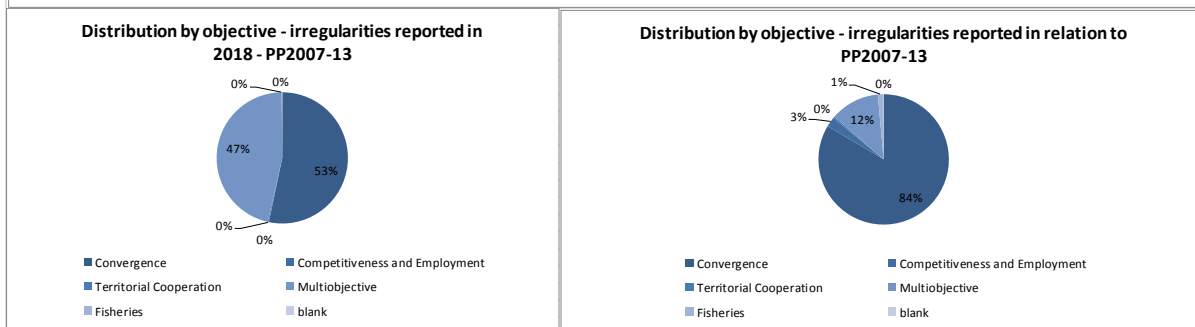 Distribution by objective - irregularities reported in
2018 - PP2007-13
0%
0%
47%
53%
0%
0%
Convergence
Competitiveness and Employment
Territorial Cooperation
Multiobjective
Fisheries
blank
Distribution by objective - irregularities reported in relation to
PP2007-13
1%
0%
0%
3%
12%
84%
Convergence
Competitiveness and Employment
Territorial Cooperation
Multiobjective
Fisheries
blank